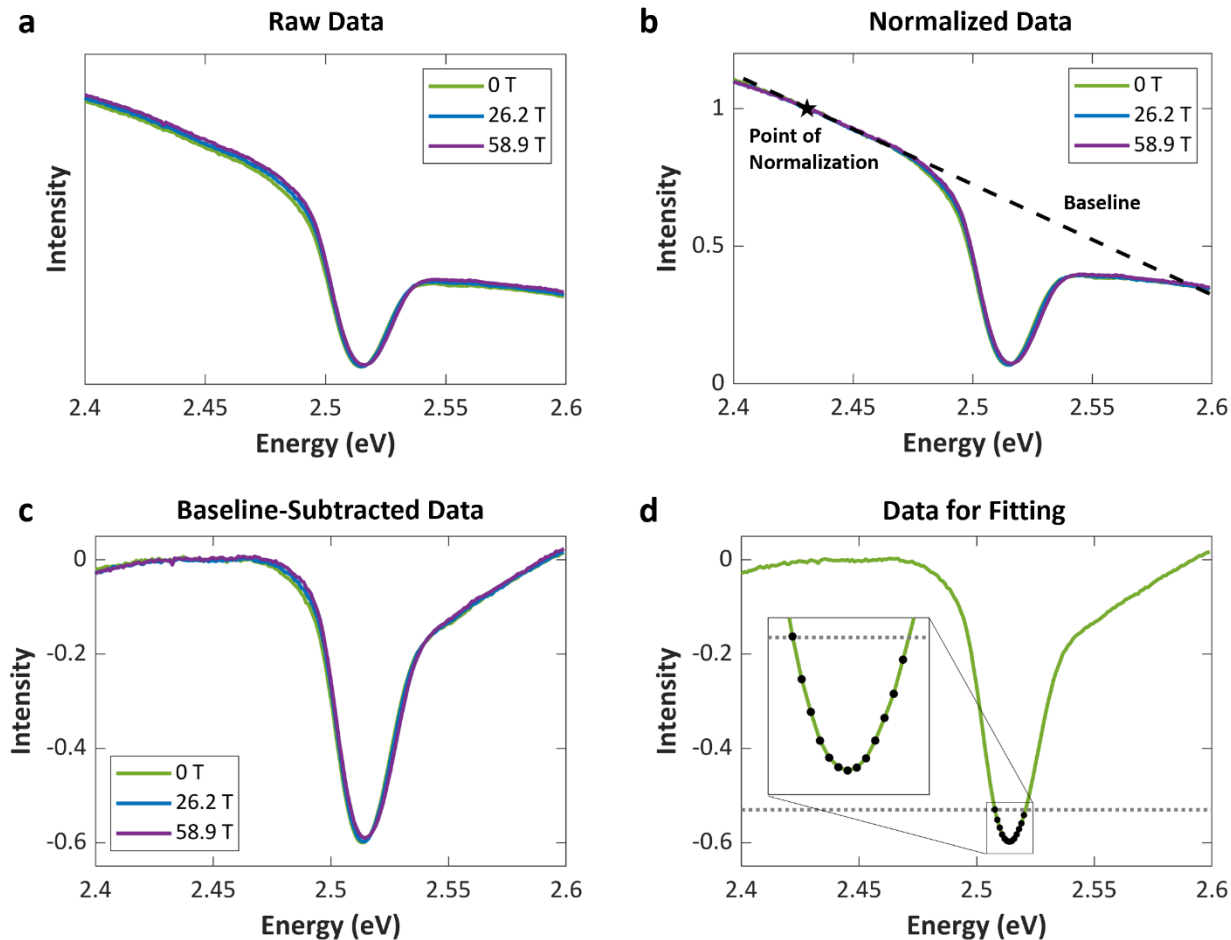 a
Raw Data
Intensity
0 T
26.2 T
58.9 T
2.4
2.45
2.5
2.55
2.6
Energy (eV)
b
Normalized Data
Intensity
1
0.5
0
0 T
26.2 T
58.9 T
Point of
Normalization
Baseline
2.4
2.45
2.5
2.55
2.6
Energy (eV)
c
Baseline-Subtracted Data
Intensity
0
-0.2
-0.4
-0.6
0 T
26.2 T
58.9 T
2.4
2.45
2.5
2.55
2.6
Energy (eV)
d
Data for Fitting
Intensity
0
-0.2
-0.4
-0.6
2.4
2.45
2.5
2.55
2.6
Energy (eV)